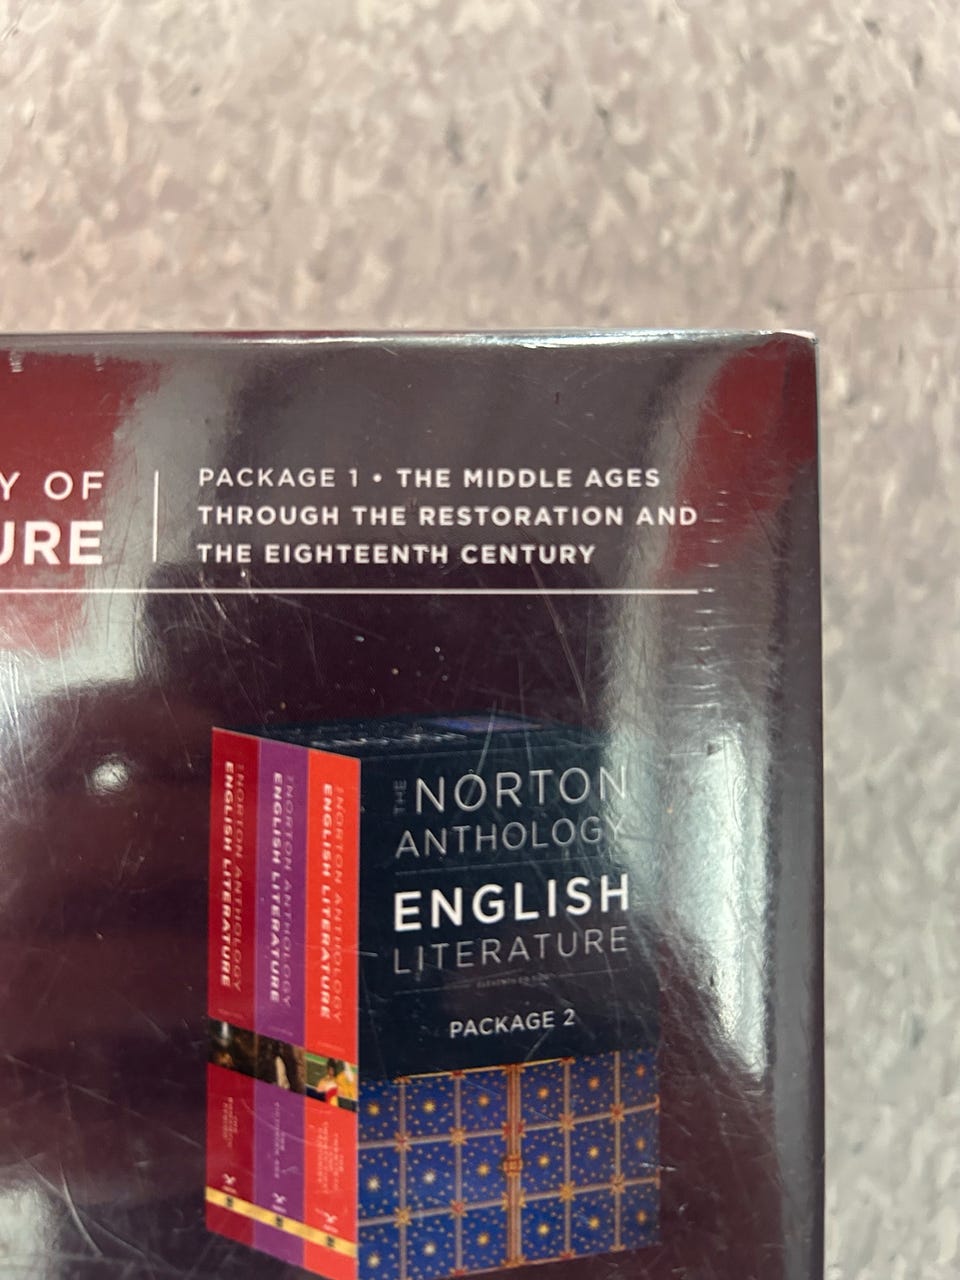 Y OF
URE
PACKAGE 1 • THE MIDDLE AGES
THROUGH THE RESTORATION AND
THE EIGHTEENTH CENTURY
NORTON ANTHOLOGY
ENGLISH LITERATURE
NORTON ANTHOLOGY
ENGLISH LITERATURE
NORTON ANTHOLOGY
ENGLISH LITERATURE
THE NORTON
ANTHOLOGY
ENGLISH
LITERATURE
PACKAGE 2